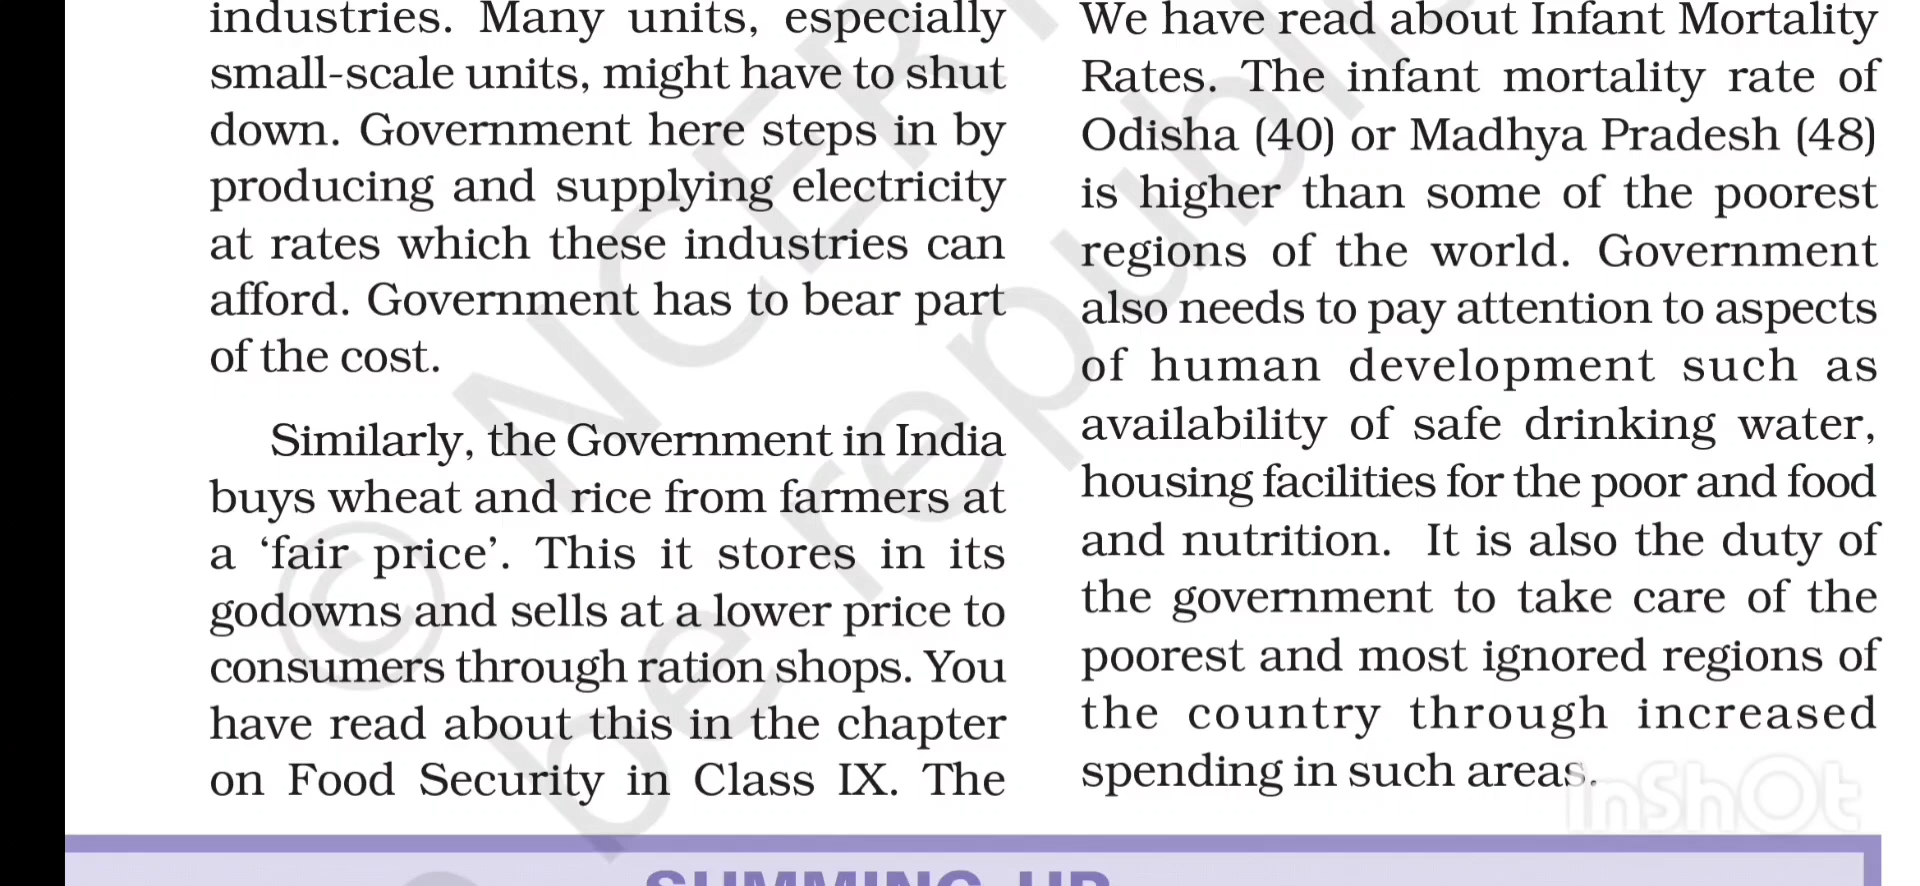 industries. Many units, especially
small-scale units, might have to shut
down. Government here steps in by
producing and supplying electricity
at rates which these industries can
afford. Government has to bear part
of the cost.
Similarly, the Government in India
buys wheat and rice from farmers at
a ‘fair price’. This it stores in its
godowns and sells at a lower price to
consumers through ration shops. You
have read about this in the chapter
on Food Security in Class IX. The
We have read about Infant Mortality
Rates. The infant mortality rate of
Odisha (40) or Madhya Pradesh (48)
is higher than some of the poorest
regions of the world. Government
also needs to pay attention to aspects
of human development such as
availability of safe drinking water,
housing facilities for the poor and food
and nutrition. It is also the duty of
the government to take care of the
poorest and most ignored regions of
the country through increased
spending in such areas.
SUMMING UP
© NCER
be republi
InShOt